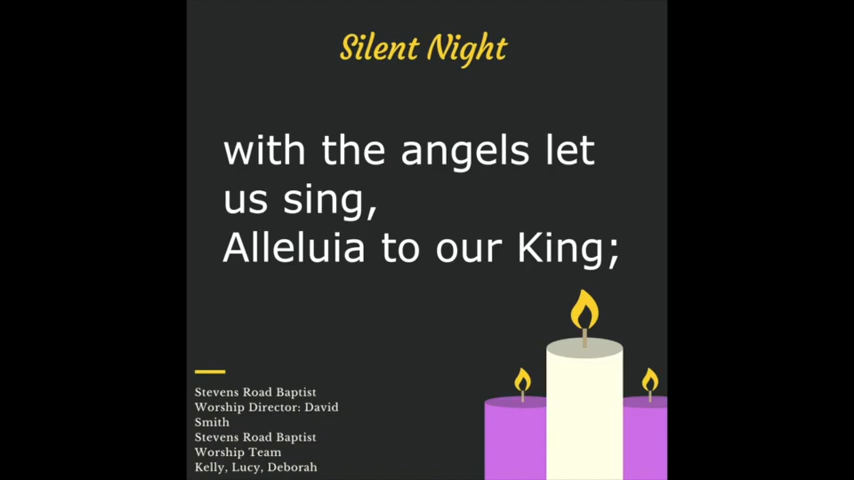 Silent Night
with the angels let
us sing,
Alleluia to our King;
Stevens Road Baptist
Worship Director: David
Smith
Stevens Road Baptist
Worship Team
Kelly, Lucy, Deborah